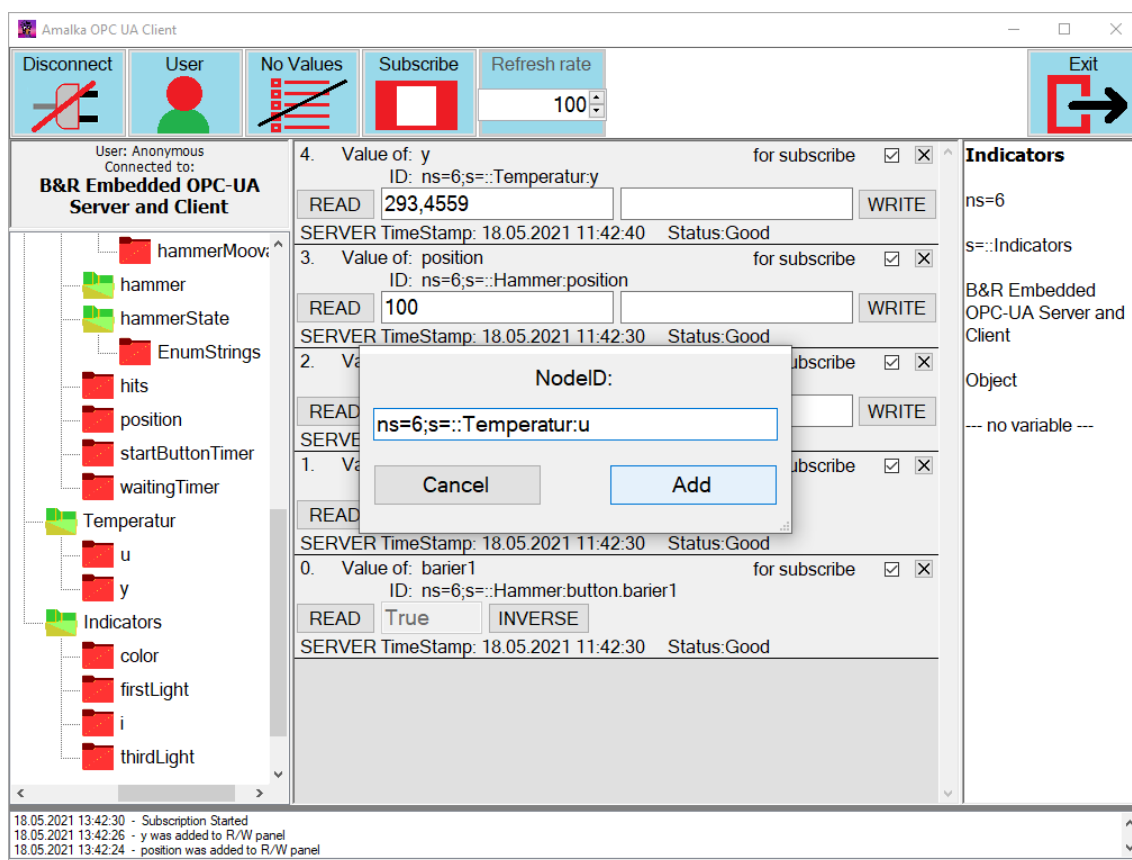 Amalka OPC UA Client
Disconnect
User
No Values
Subscribe
Refresh rate
100
Exit
User: Anonymous
Connected to:
B&R Embedded OPC-UA
Server and Client
hammerMoova
hammer
hammerState
EnumStrings
hits
position
startButtonTimer
waitingTimer
Temperatur
u
y
Indicators
color
firstLight
i
thirdLight
4. Value of: y for subscribe
ID: ns=6;s=::Temperatur:y
READ 293,4559 WRITE
SERVER TimeStamp: 18.05.2021 11:42:40 Status:Good
3. Value of: position for subscribe
ID: ns=6;s=::Hammer:position
READ 100 WRITE
SERVER TimeStamp: 18.05.2021 11:42:30 Status:Good
2. Va ubscribe
READ WRITE
SERVE
1. Va ubscribe
READ
SERVER TimeStamp: 18.05.2021 11:42:30 Status:Good
0. Value of: barier1 for subscribe
ID: ns=6;s=::Hammer:button.barier1
READ True INVERSE
SERVER TimeStamp: 18.05.2021 11:42:30 Status:Good
NodeID:
ns=6;s=::Temperatur:u
Cancel Add
Indicators
ns=6
s=::Indicators
B&R Embedded
OPC-UA Server and
Client
Object
--- no variable ---
18.05.2021 13:42:30 - Subscription Started
18.05.2021 13:42:26 - y was added to R/W panel
18.05.2021 13:42:24 - position was added to R/W panel